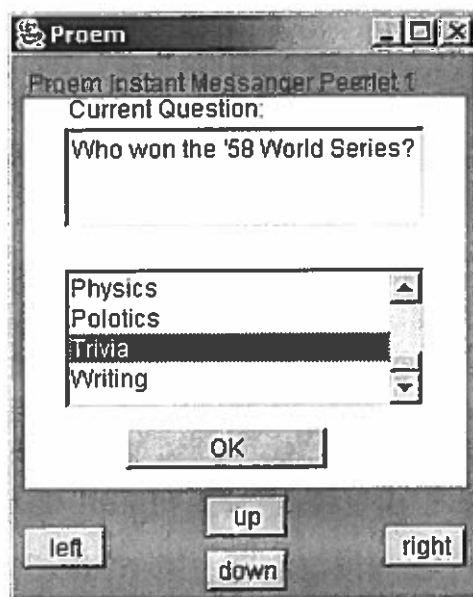 Proem
Proem Instant Messanger Peerlet 1
Current Question:
Who won the '58 World Series?
Physics
Polotics
Trivia
Writing
OK
up
left
right
down